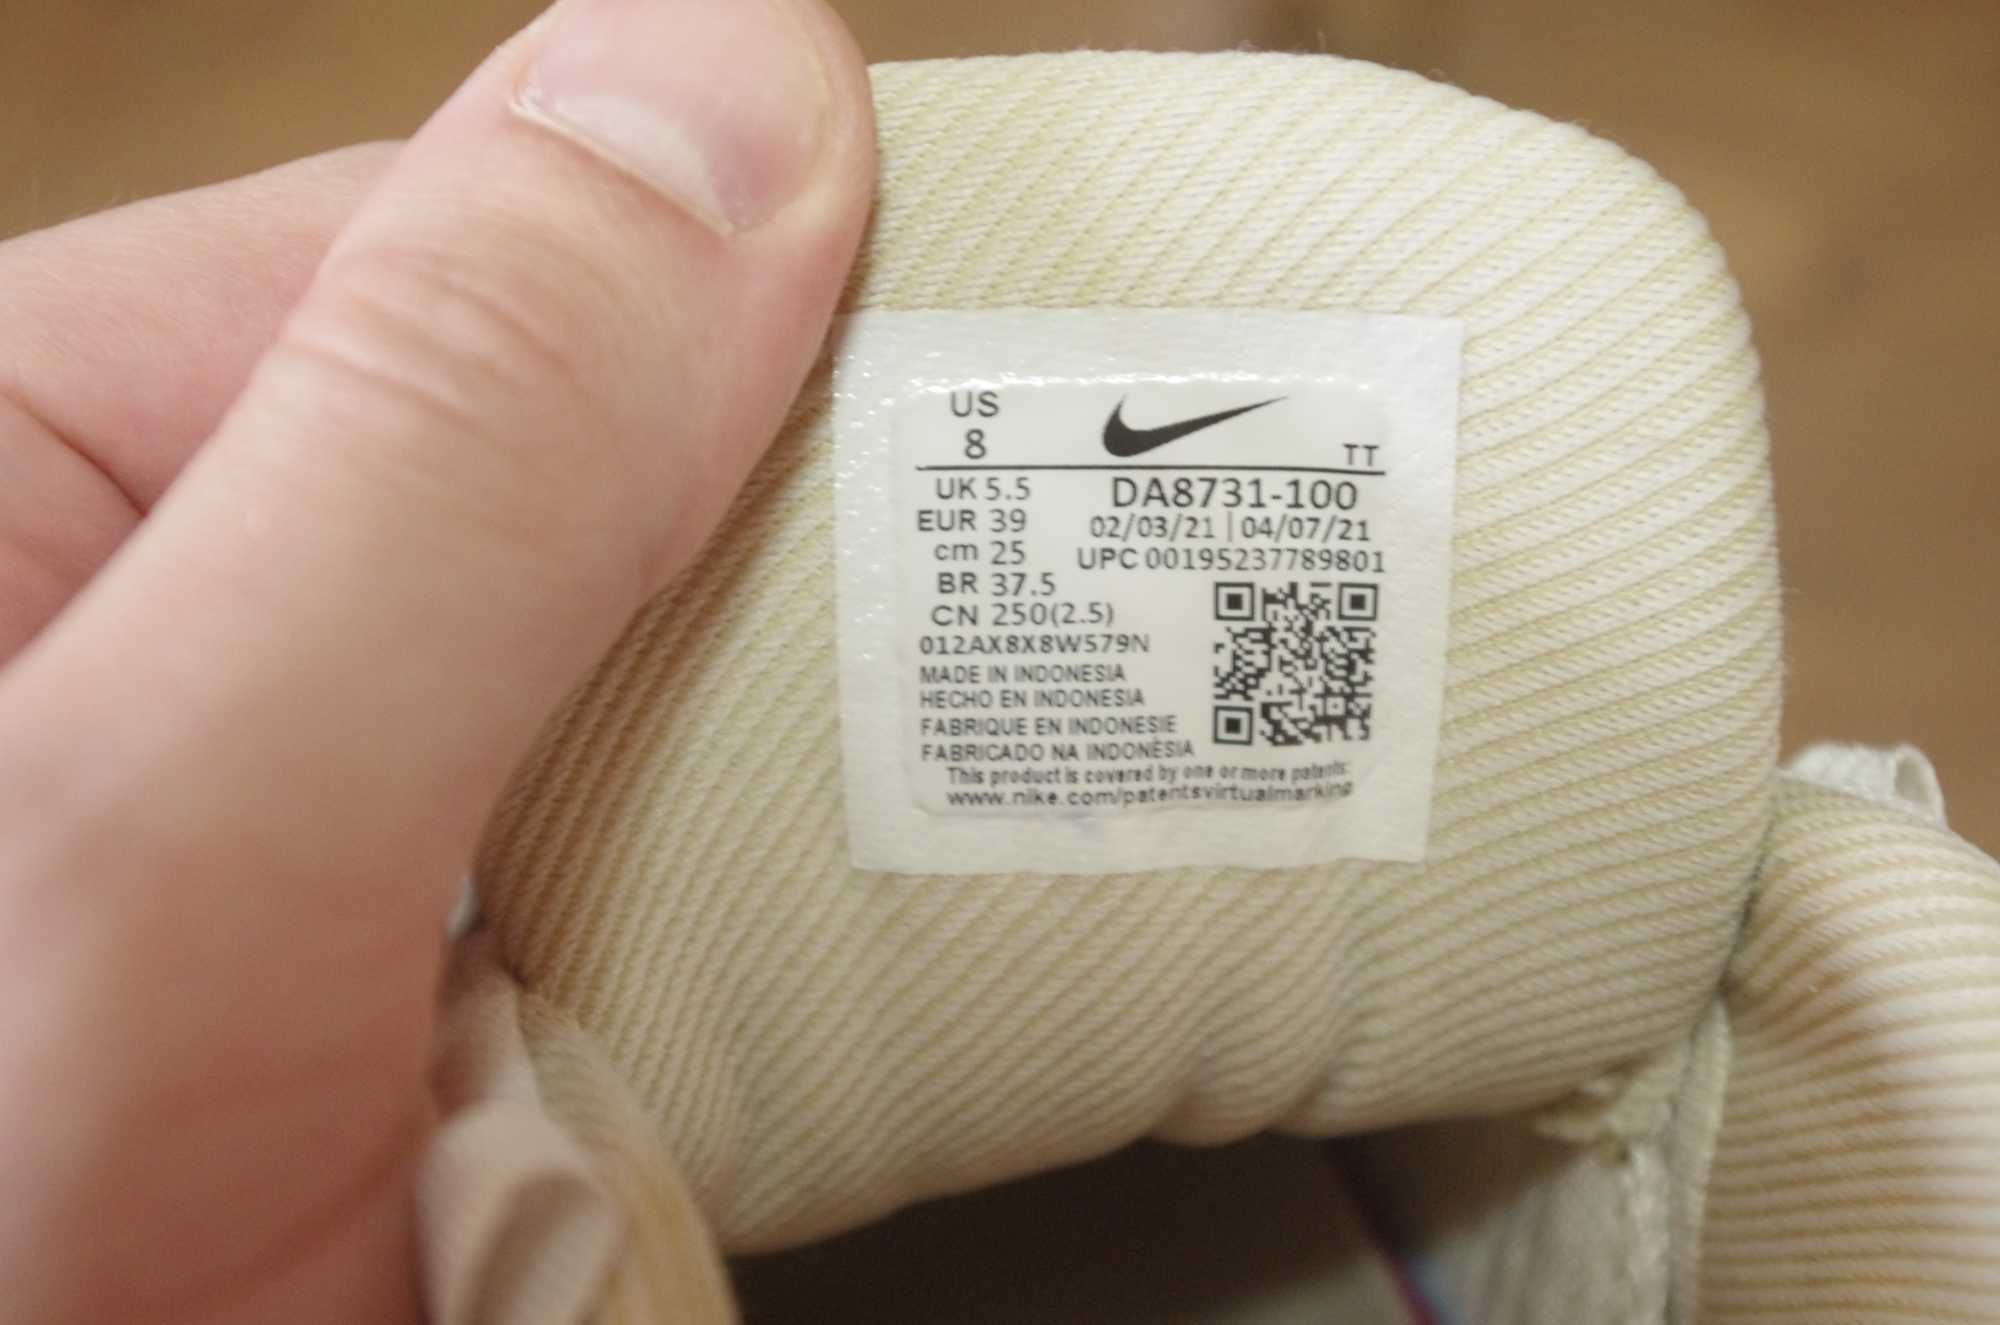 US
8
TT
UK 5.5
EUR 39
cm 25
BR 37.5
CN 250(2.5)
DA8731-100
02/03/21 | 04/07/21
UPC 00195237789801
012AX8X8W579N
MADE IN INDONESIA
HECHO EN INDONESIA
FABRIQUE EN INDONESIE
FABRICADO NA INDONÉSIA
This product is covered by one or more patents:
www.nike.com/patentsvirtualmarking